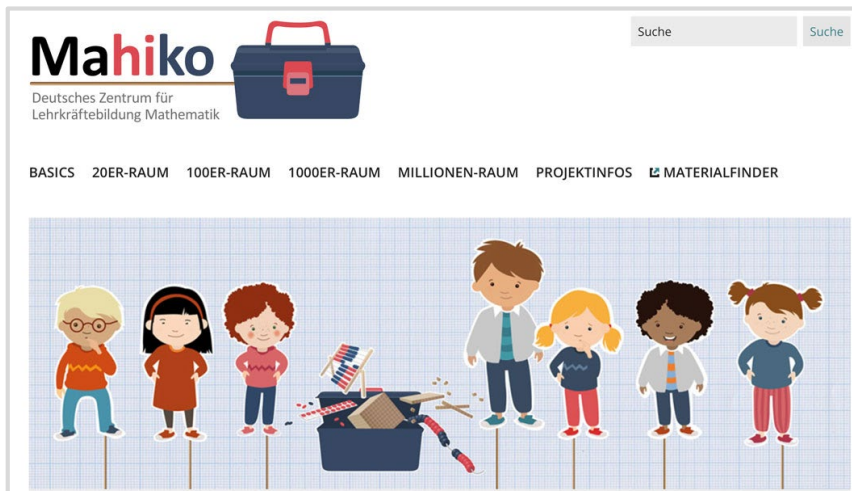 Mahiko
Deutsches Zentrum für
Lehrkräftebildung Mathematik
Suche Suche
BASICS 20ER-RAUM 100ER-RAUM 1000ER-RAUM MILLIONEN-RAUM PROJEKTINFOS MATERIALFINDER